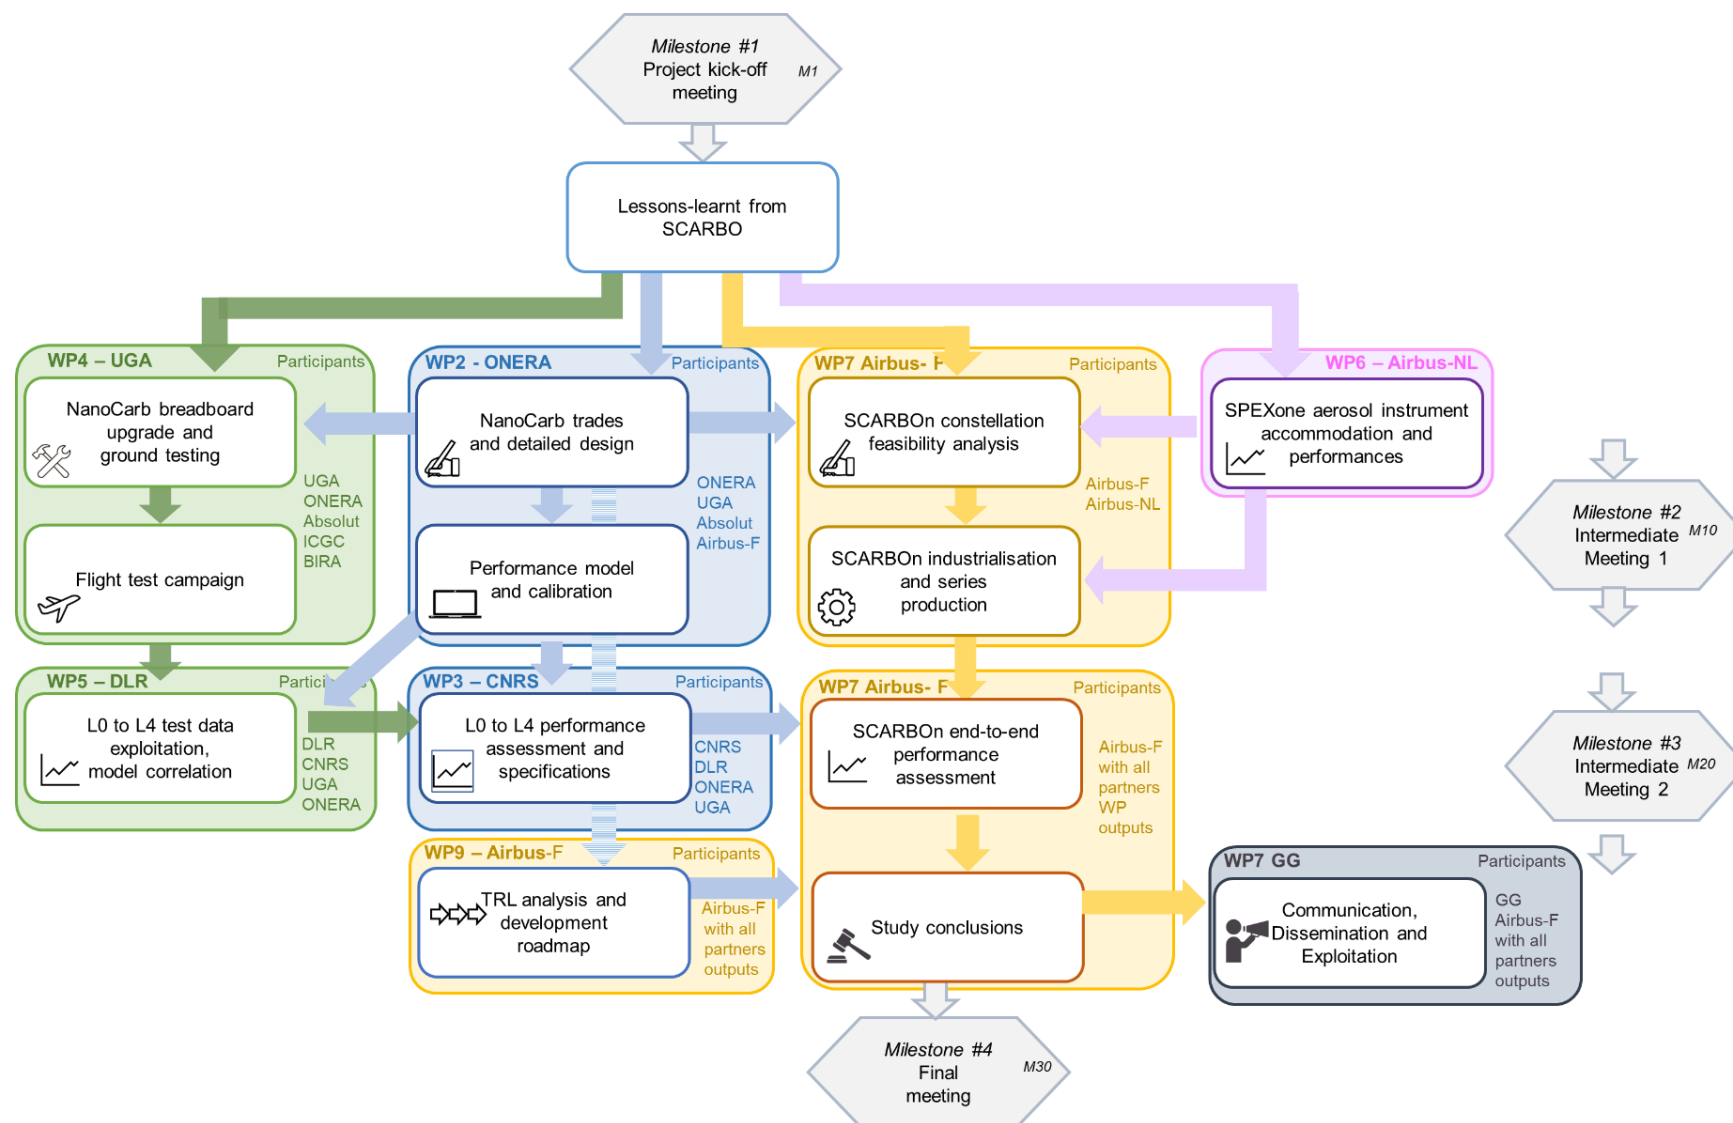 Milestone #1
Project kick-off
meeting
M1
Lessons-learnt from
SCARBO
WP4 – UGA
Participants
NanoCarb breadboard
upgrade and
ground testing
UGA
ONERA
Absolut
ICGC
BIRA
Flight test campaign
WP2 - ONERA
Participants
NanoCarb trades
and detailed design
ONERA
UGA
Absolut
Airbus-F
Performance model
and calibration
WP7 Airbus- F
Participants
SCARBOn constellation
feasibility analysis
Airbus-F
Airbus-NL
SCARBOn industrialisation
and series
production
WP6 – Airbus-NL
SPEXone aerosol instrument
accommodation and
performances
Milestone #2
Intermediate
Meeting 1
M10
WP5 – DLR
Participants
L0 to L4 test data
exploitation,
model correlation
DLR
CNRS
UGA
ONERA
WP3 – CNRS
Participants
L0 to L4 performance
assessment and
specifications
CNRS
DLR
ONERA
UGA
WP7 Airbus- F
Participants
SCARBOn end-to-end
performance
assessment
Airbus-F
with all
partners
WP
outputs
Milestone #3
Intermediate
Meeting 2
M20
WP9 – Airbus-F
Participants
TRL analysis and
development
roadmap
Airbus-F
with all
partners
outputs
Study conclusions
WP7 GG
Participants
Communication,
Dissemination and
Exploitation
GG
Airbus-F
with all
partners
outputs
Milestone #4
Final
meeting
M30